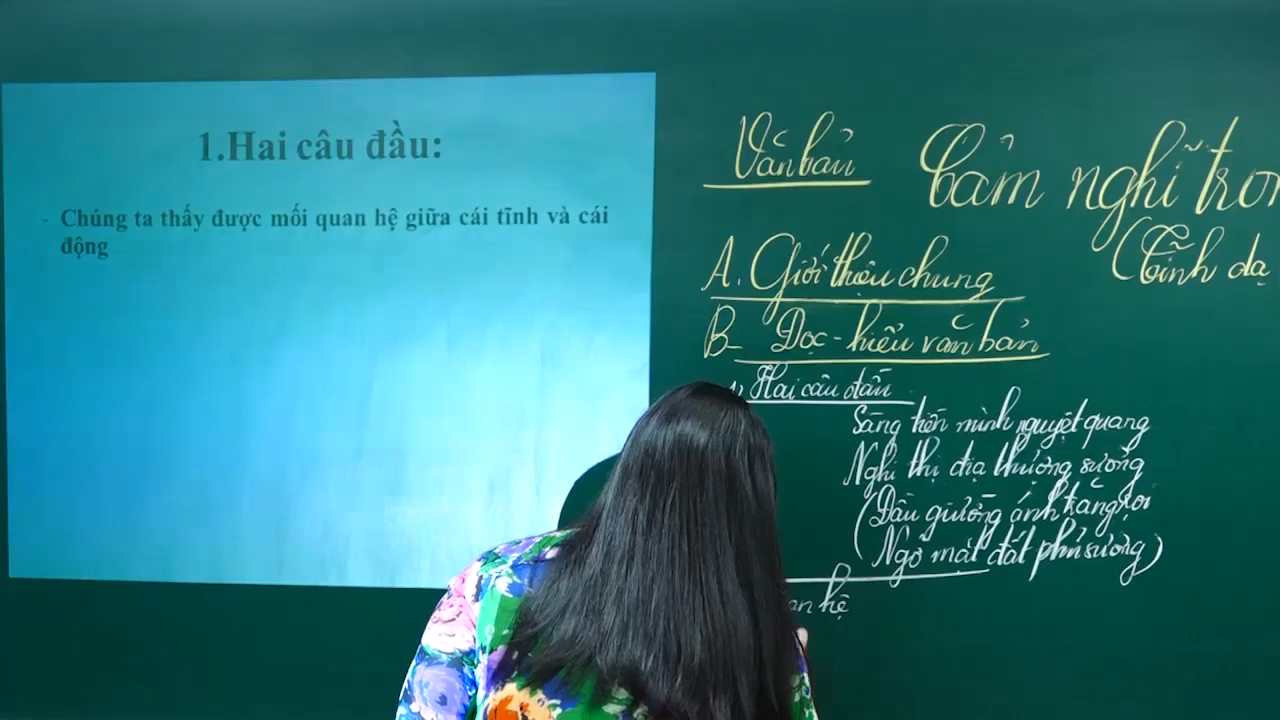 1.Hai câu đầu:
- Chúng ta thấy được mối quan hệ giữa cái tĩnh và cái
động
Văn bản
Cảm nghĩ tron
(Tĩnh dạ
A. Giới thiệu chung
B- Đọc - hiểu văn bản
1, Hai câu đầu
Sàng tiền minh nguyệt quang
Nghi thị địa thượng sương
(Đầu giường ánh trăng rọi
Ngỡ mặt đất phủ sương)
an hệ